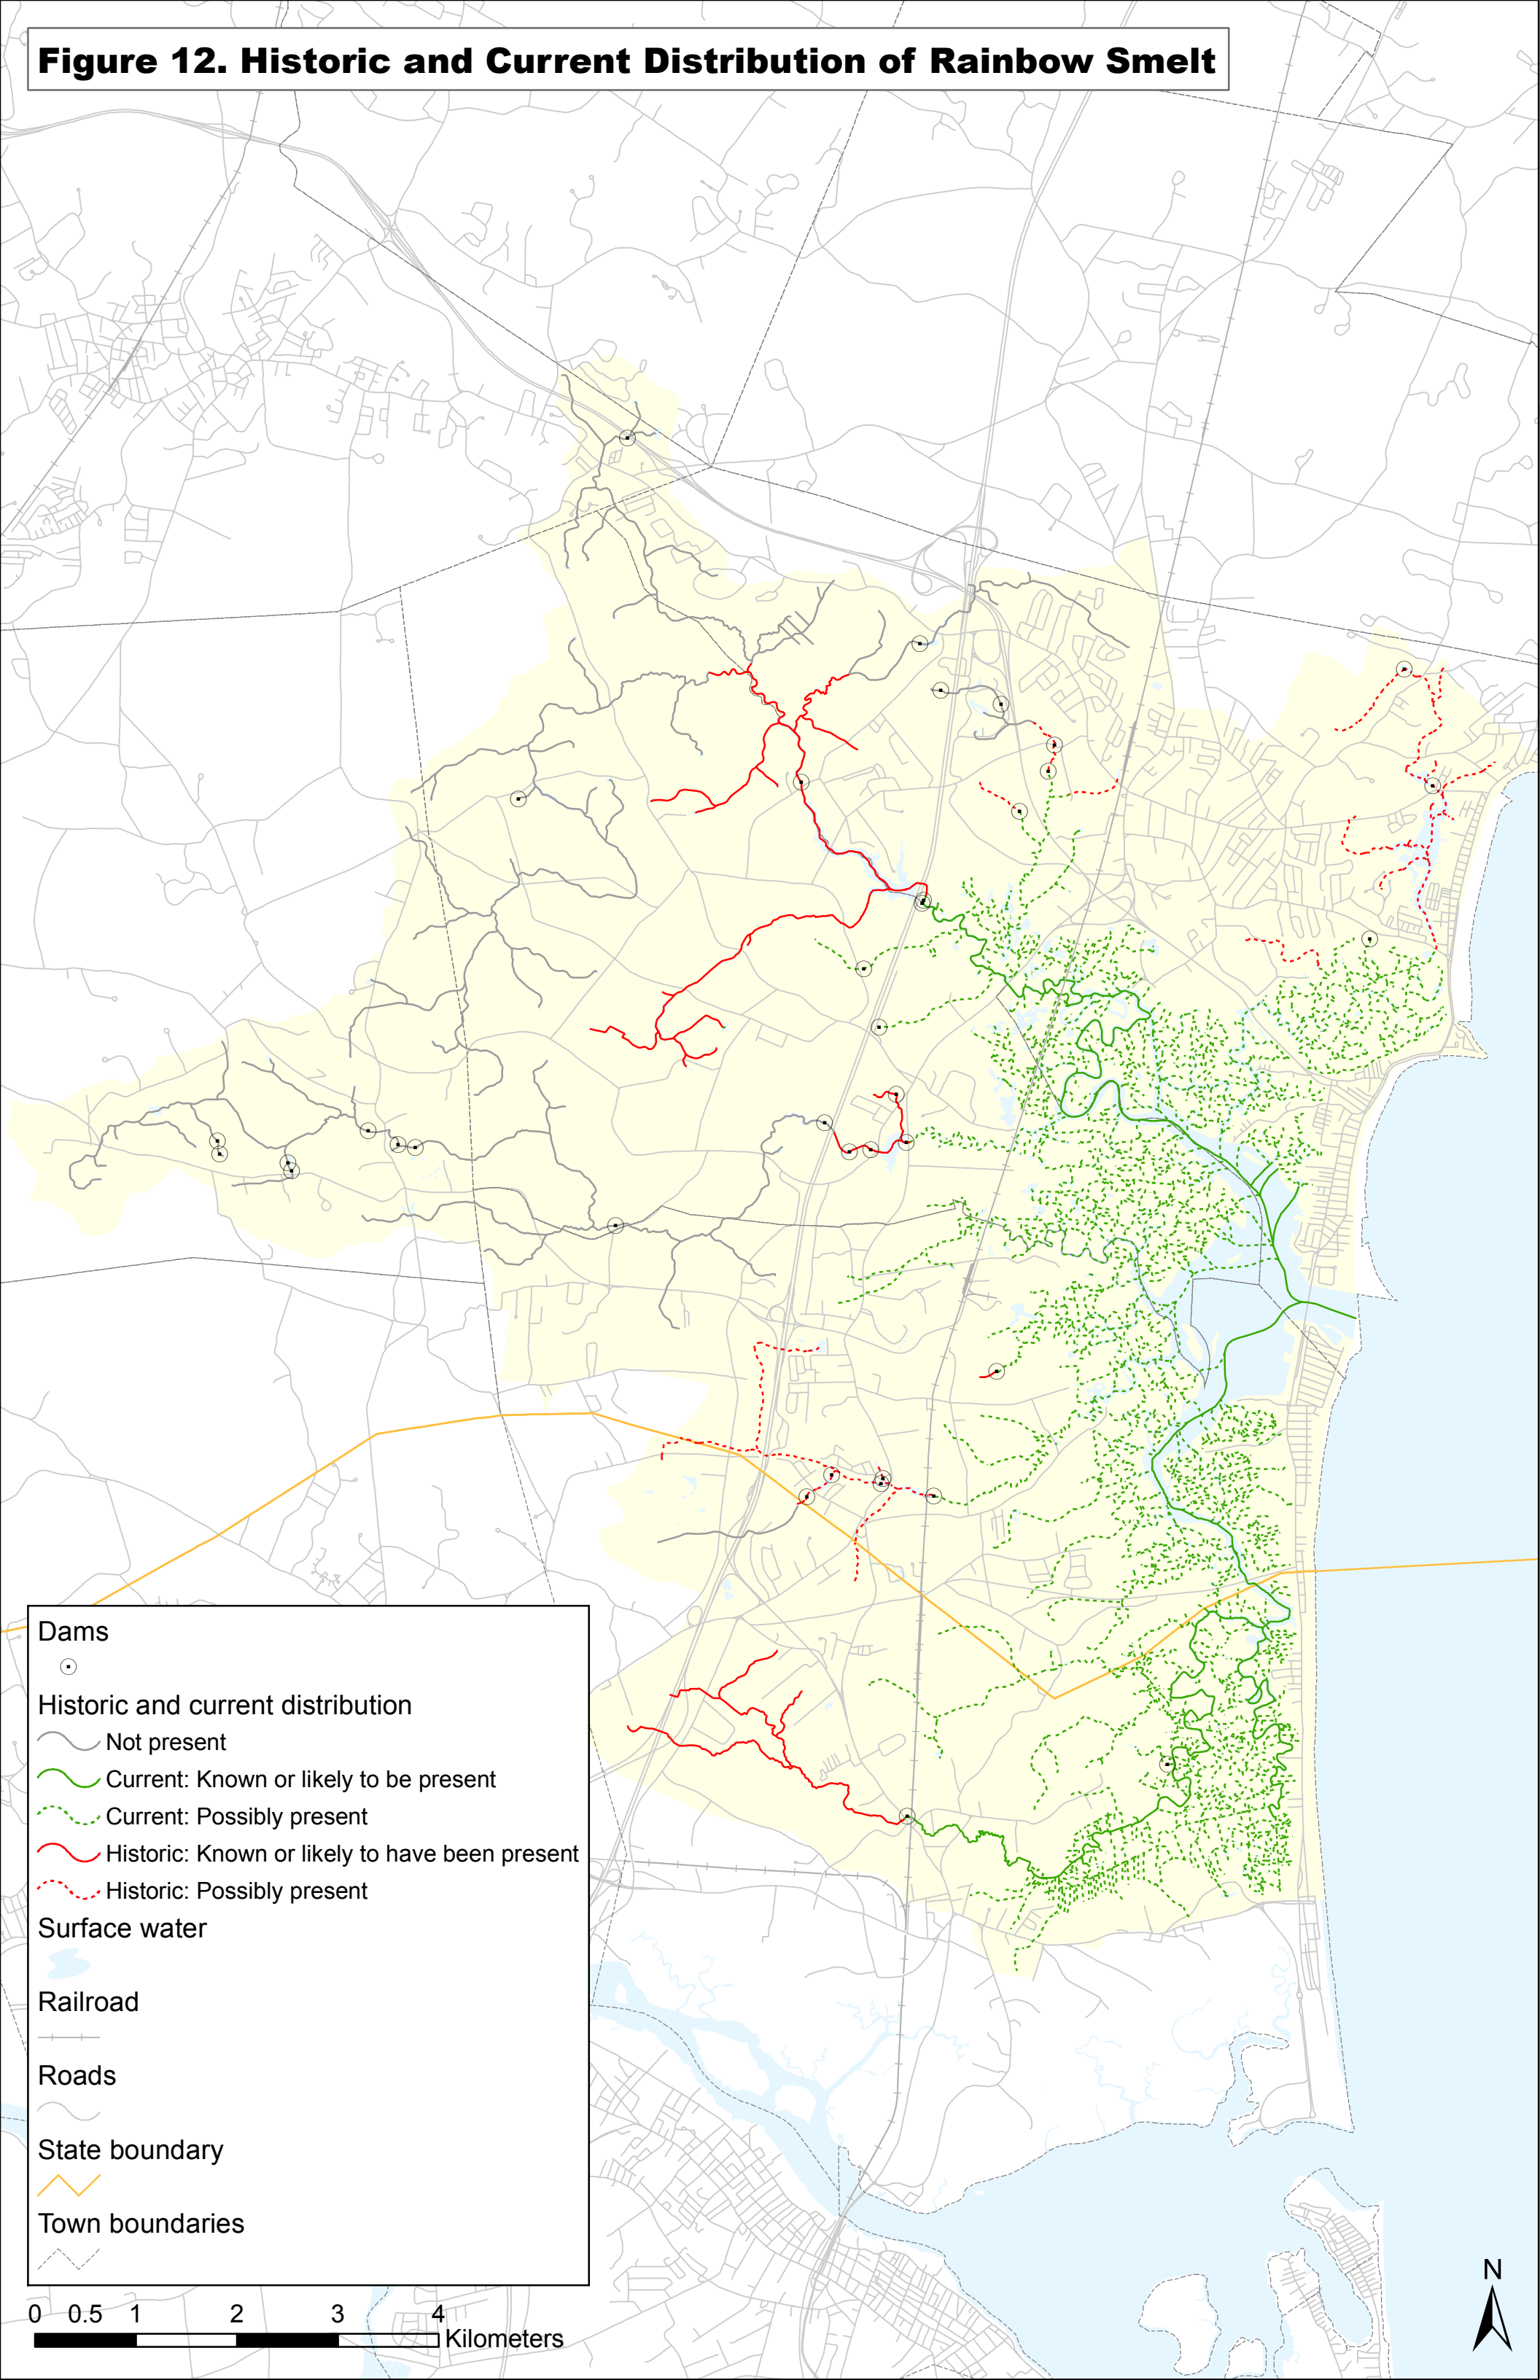 Figure 12. Historic and Current Distribution of Rainbow Smelt
Dams
Historic and current distribution
Not present
Current: Known or likely to be present
Current: Possibly present
Historic: Known or likely to have been present
Historic: Possibly present
Surface water
Railroad
Roads
State boundary
Town boundaries
0 0.5 1 2 3 4
Kilometers
N